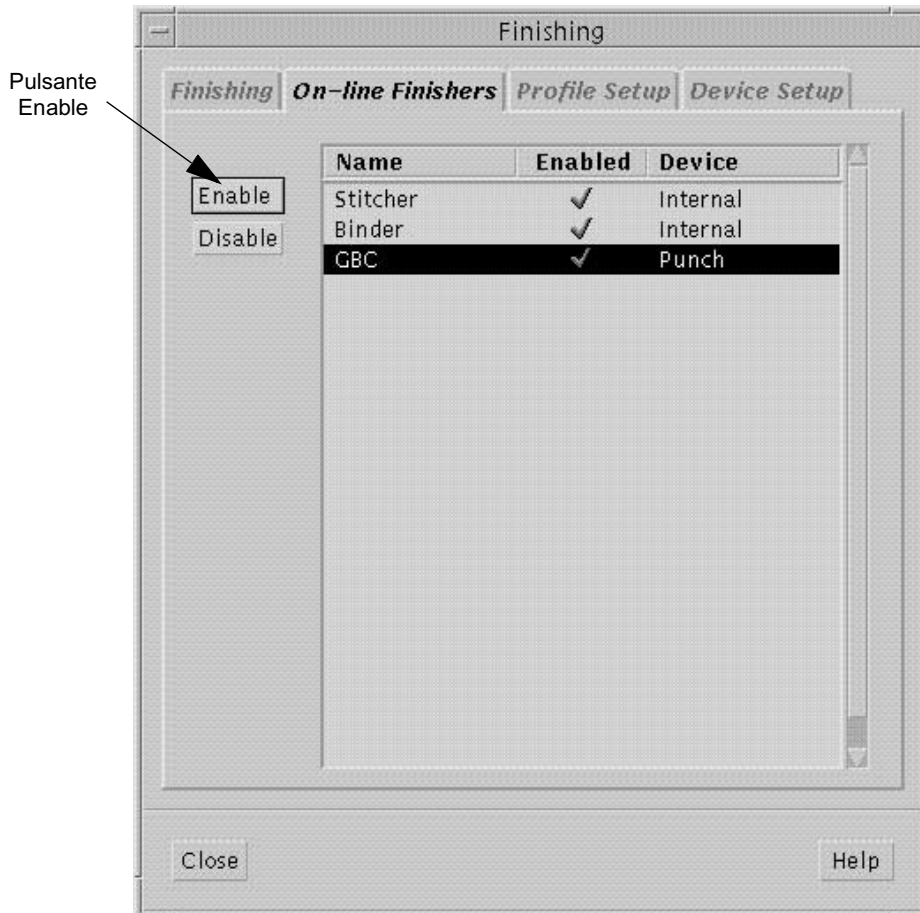 Finishing
Pulsante
Enable
Finishing On-line Finishers Profile Setup Device Setup
Name Enabled Device
Enable
Disable
Stitcher ✓ Internal
Binder ✓ Internal
GBC ✓ Punch
Close Help